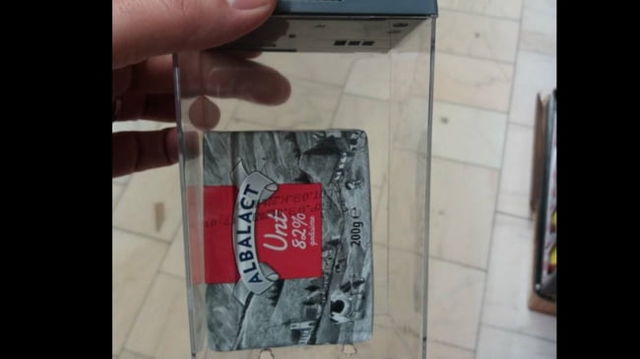 ALBALACT
Unt
82%
grăsime
200g e